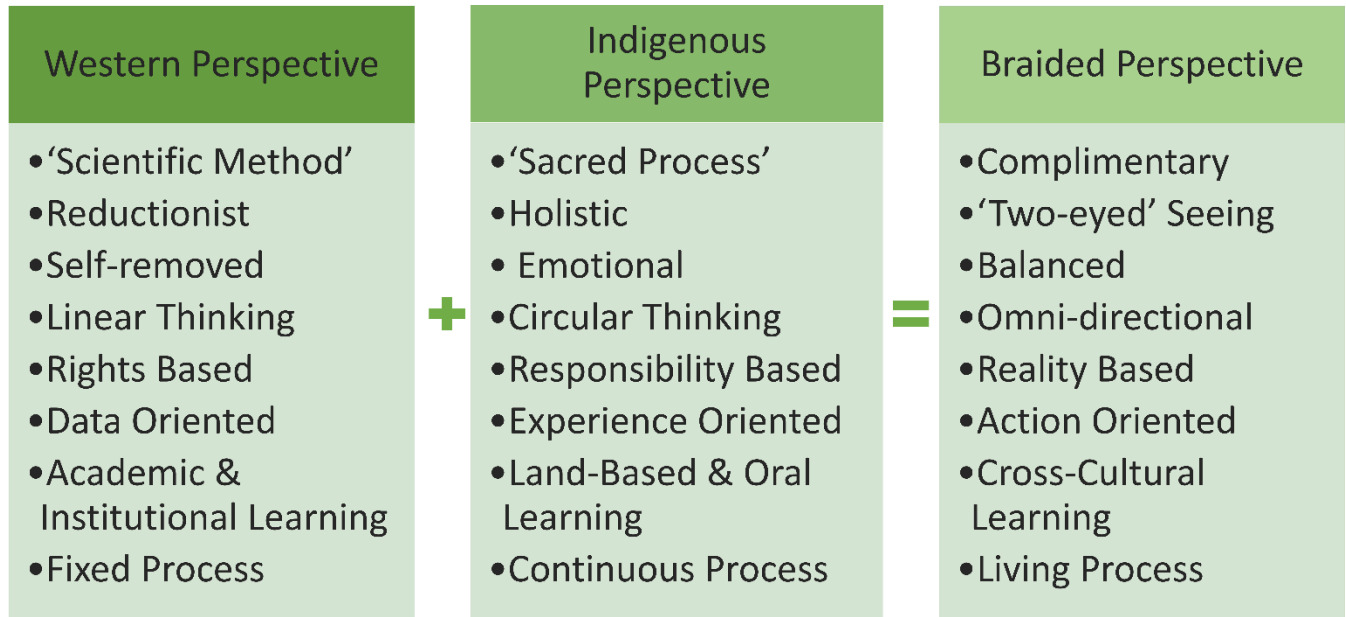 Western Perspective
•‘Scientific Method’
•Reductionist
•Self-removed
•Linear Thinking
•Rights Based
•Data Oriented
•Academic &
Institutional Learning
•Fixed Process
+
Indigenous
Perspective
•‘Sacred Process’
•Holistic
• Emotional
•Circular Thinking
•Responsibility Based
•Experience Oriented
•Land-Based & Oral
Learning
•Continuous Process
=
Braided Perspective
•Complimentary
•‘Two-eyed’ Seeing
•Balanced
•Omni-directional
•Reality Based
•Action Oriented
•Cross-Cultural
Learning
•Living Process